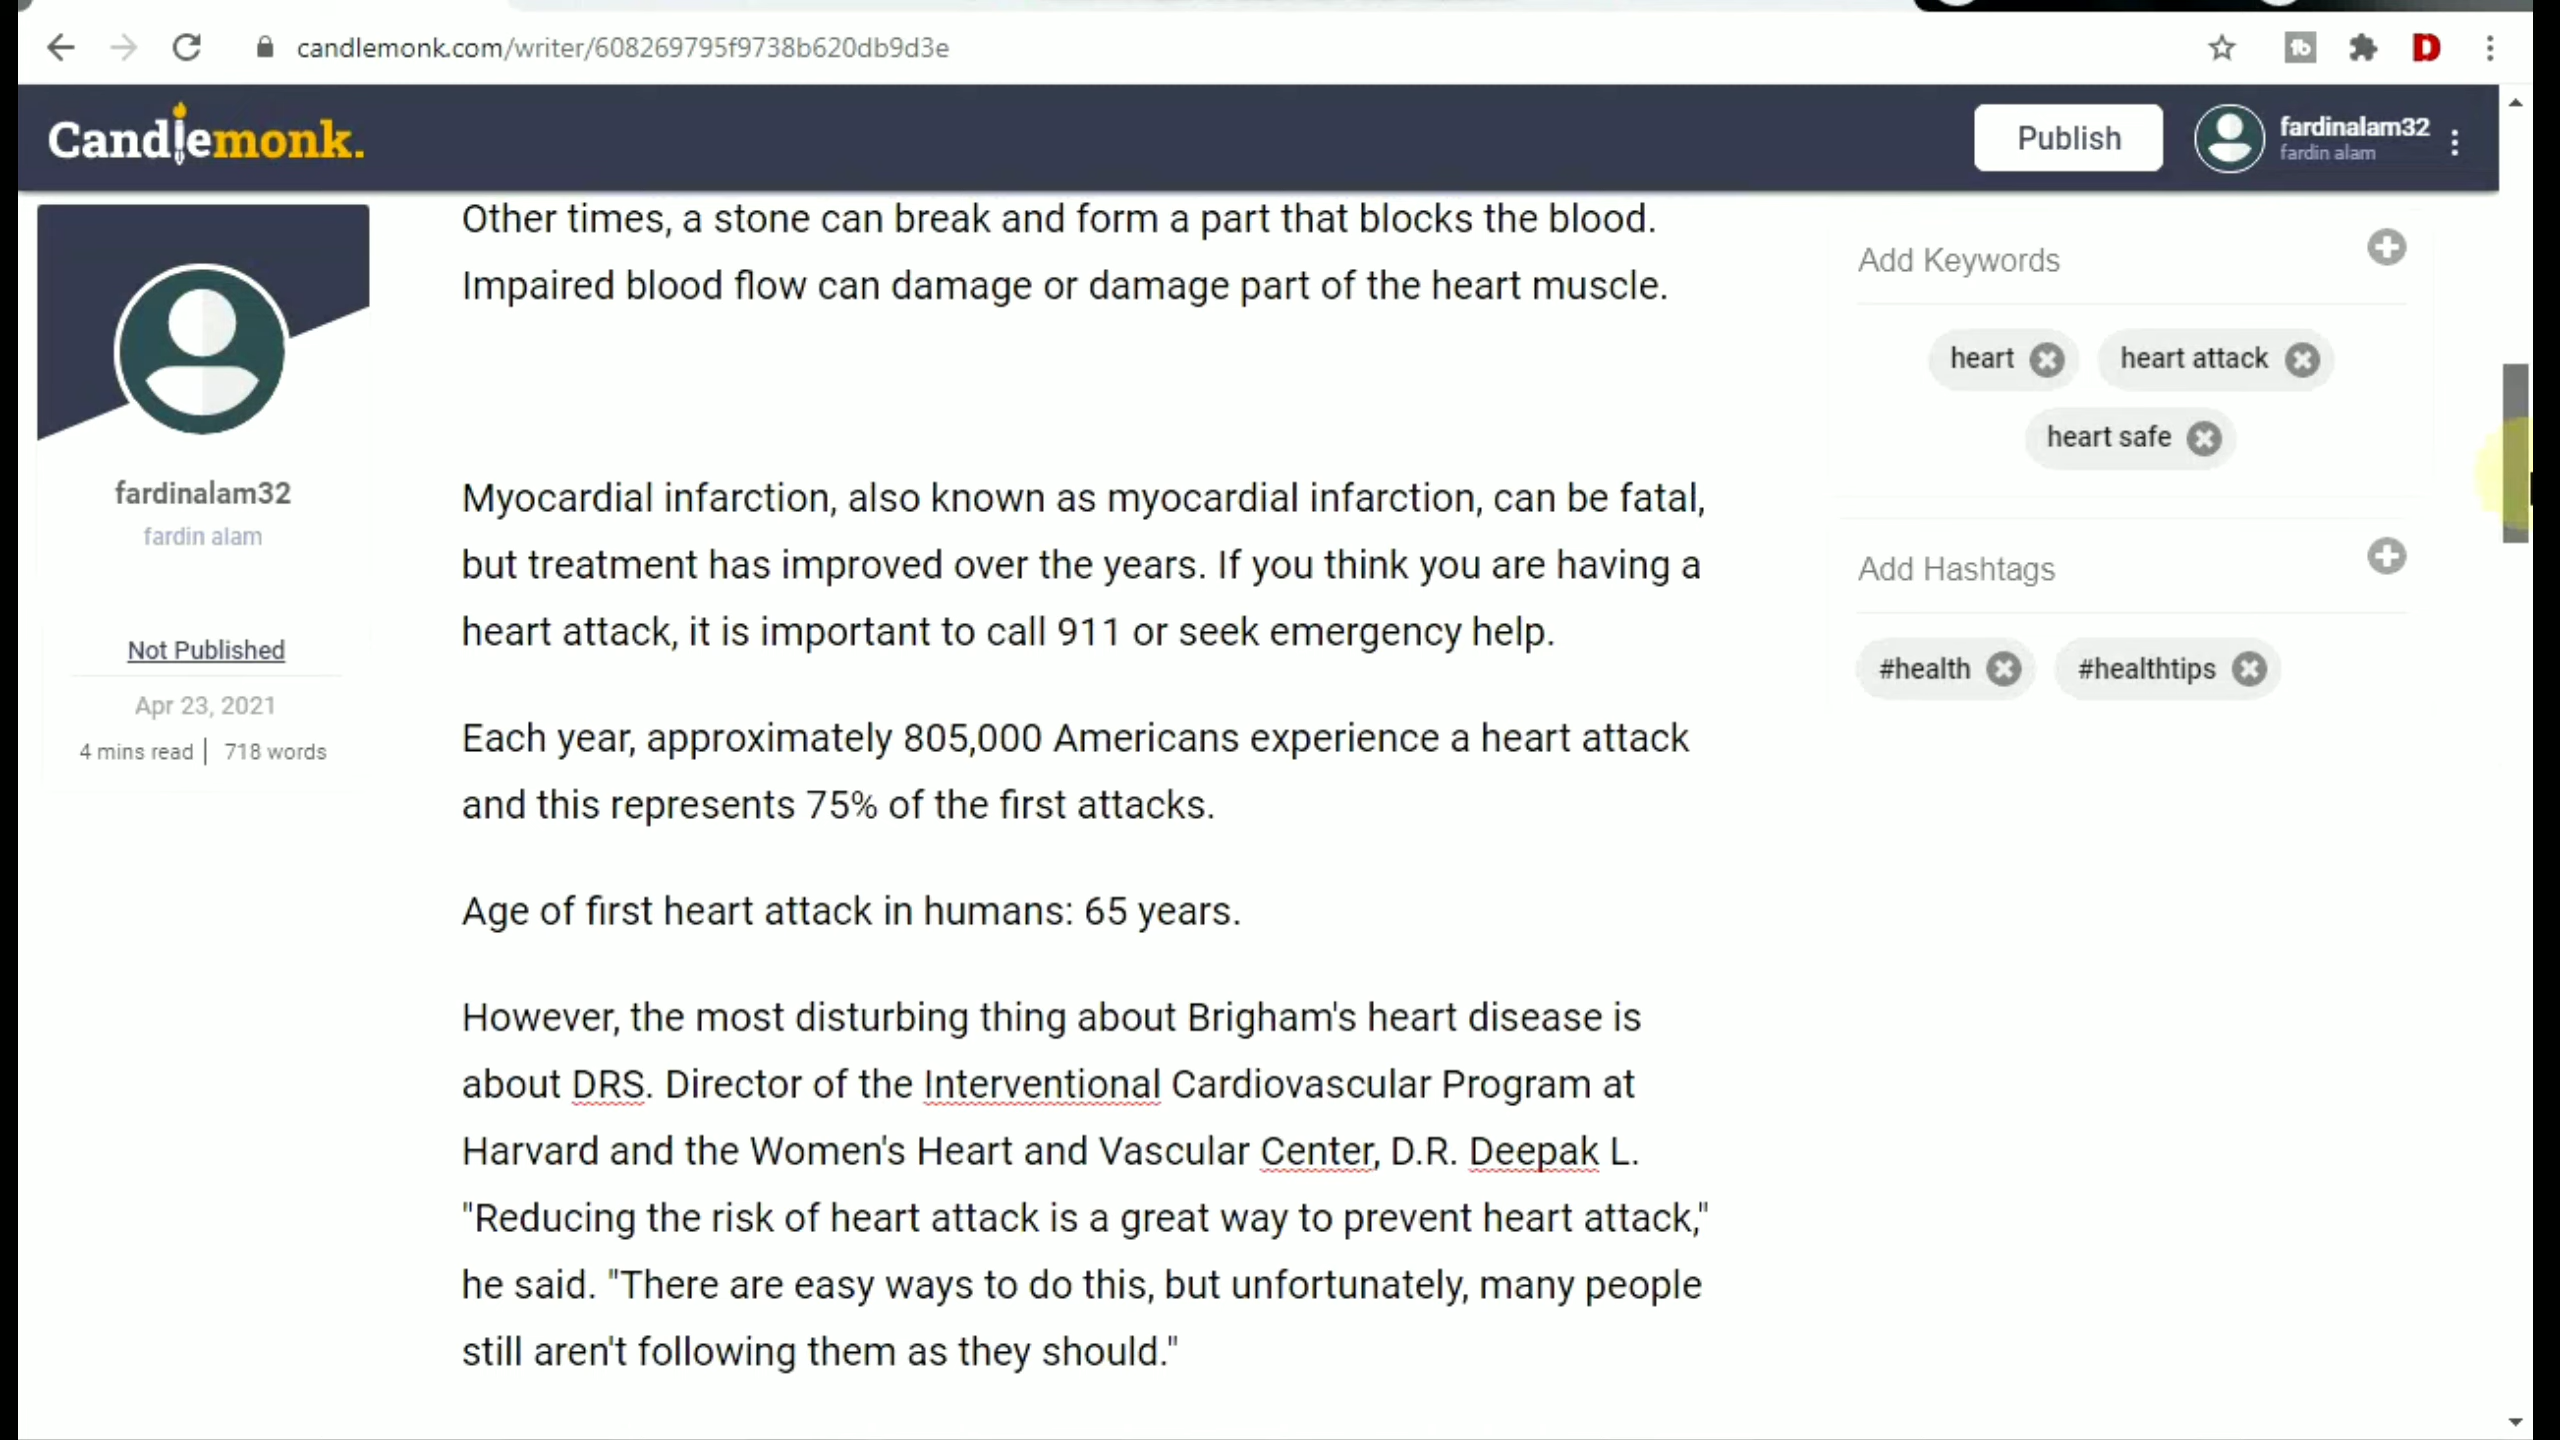 candlemonk.com/writer/608269795f9738b620db9d3e
Candlemonk.
Publish
fardinalam32
fardin alam
fardinalam32
fardin alam
Not Published
Apr 23, 2021
4 mins read | 718 words
Other times, a stone can break and form a part that blocks the blood.
Impaired blood flow can damage or damage part of the heart muscle.
Myocardial infarction, also known as myocardial infarction, can be fatal,
but treatment has improved over the years. If you think you are having a
heart attack, it is important to call 911 or seek emergency help.
Each year, approximately 805,000 Americans experience a heart attack
and this represents 75% of the first attacks.
Age of first heart attack in humans: 65 years.
However, the most disturbing thing about Brigham's heart disease is
about DRS. Director of the Interventional Cardiovascular Program at
Harvard and the Women's Heart and Vascular Center, D.R. Deepak L.
"Reducing the risk of heart attack is a great way to prevent heart attack,"
he said. "There are easy ways to do this, but unfortunately, many people
still aren't following them as they should."
Add Keywords
heart
heart attack
heart safe
Add Hashtags
#health
#healthtips
tb
D